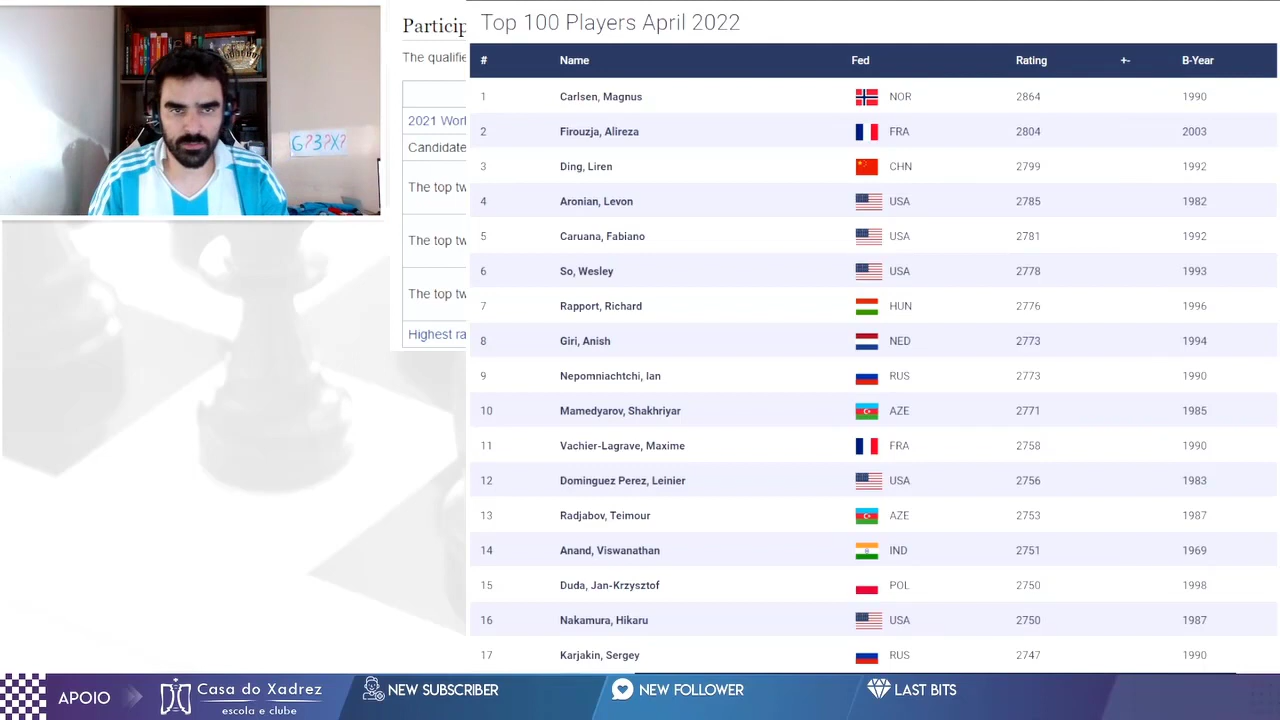 Particip
The qualifie
2021 Worl
Candidate
The top tw
The top tw
The top tw
Highest ra
G?3?X?
Top 100 Players April 2022
# Name Fed Rating +- B-Year
1 Carlsen, Magnus NOR 2864 1990
2 Firouzja, Alireza FRA 2804 2003
3 Ding, Liren CHN 2799 1992
4 Aronian, Levon USA 2785 1982
5 Caruana, Fabiano USA 2781 1992
6 So, Wesley USA 1993
7 Rapport, Richard HUN 2776 1996
8 Giri, Anish NED 2773 1994
9 Nepomniachtchi, Ian RUS 2773 1990
10 Mamedyarov, Shakhriyar AZE 2771 1985
11 Vachier-Lagrave, Maxime FRA 2758 1990
12 Dominguez Perez, Leinier USA 1983
13 Radjabov, Teimour AZE 2753 1987
14 Anand, Viswanathan IND 2751 1969
15 Duda, Jan-Krzysztof POL 2750 1998
16 Nakamura, Hikaru USA 2750 1987
17 Karjakin, Sergey RUS 2747 1990
APOIO
Casa do Xadrez
escola e clube
NEW SUBSCRIBER
NEW FOLLOWER
LAST BITS